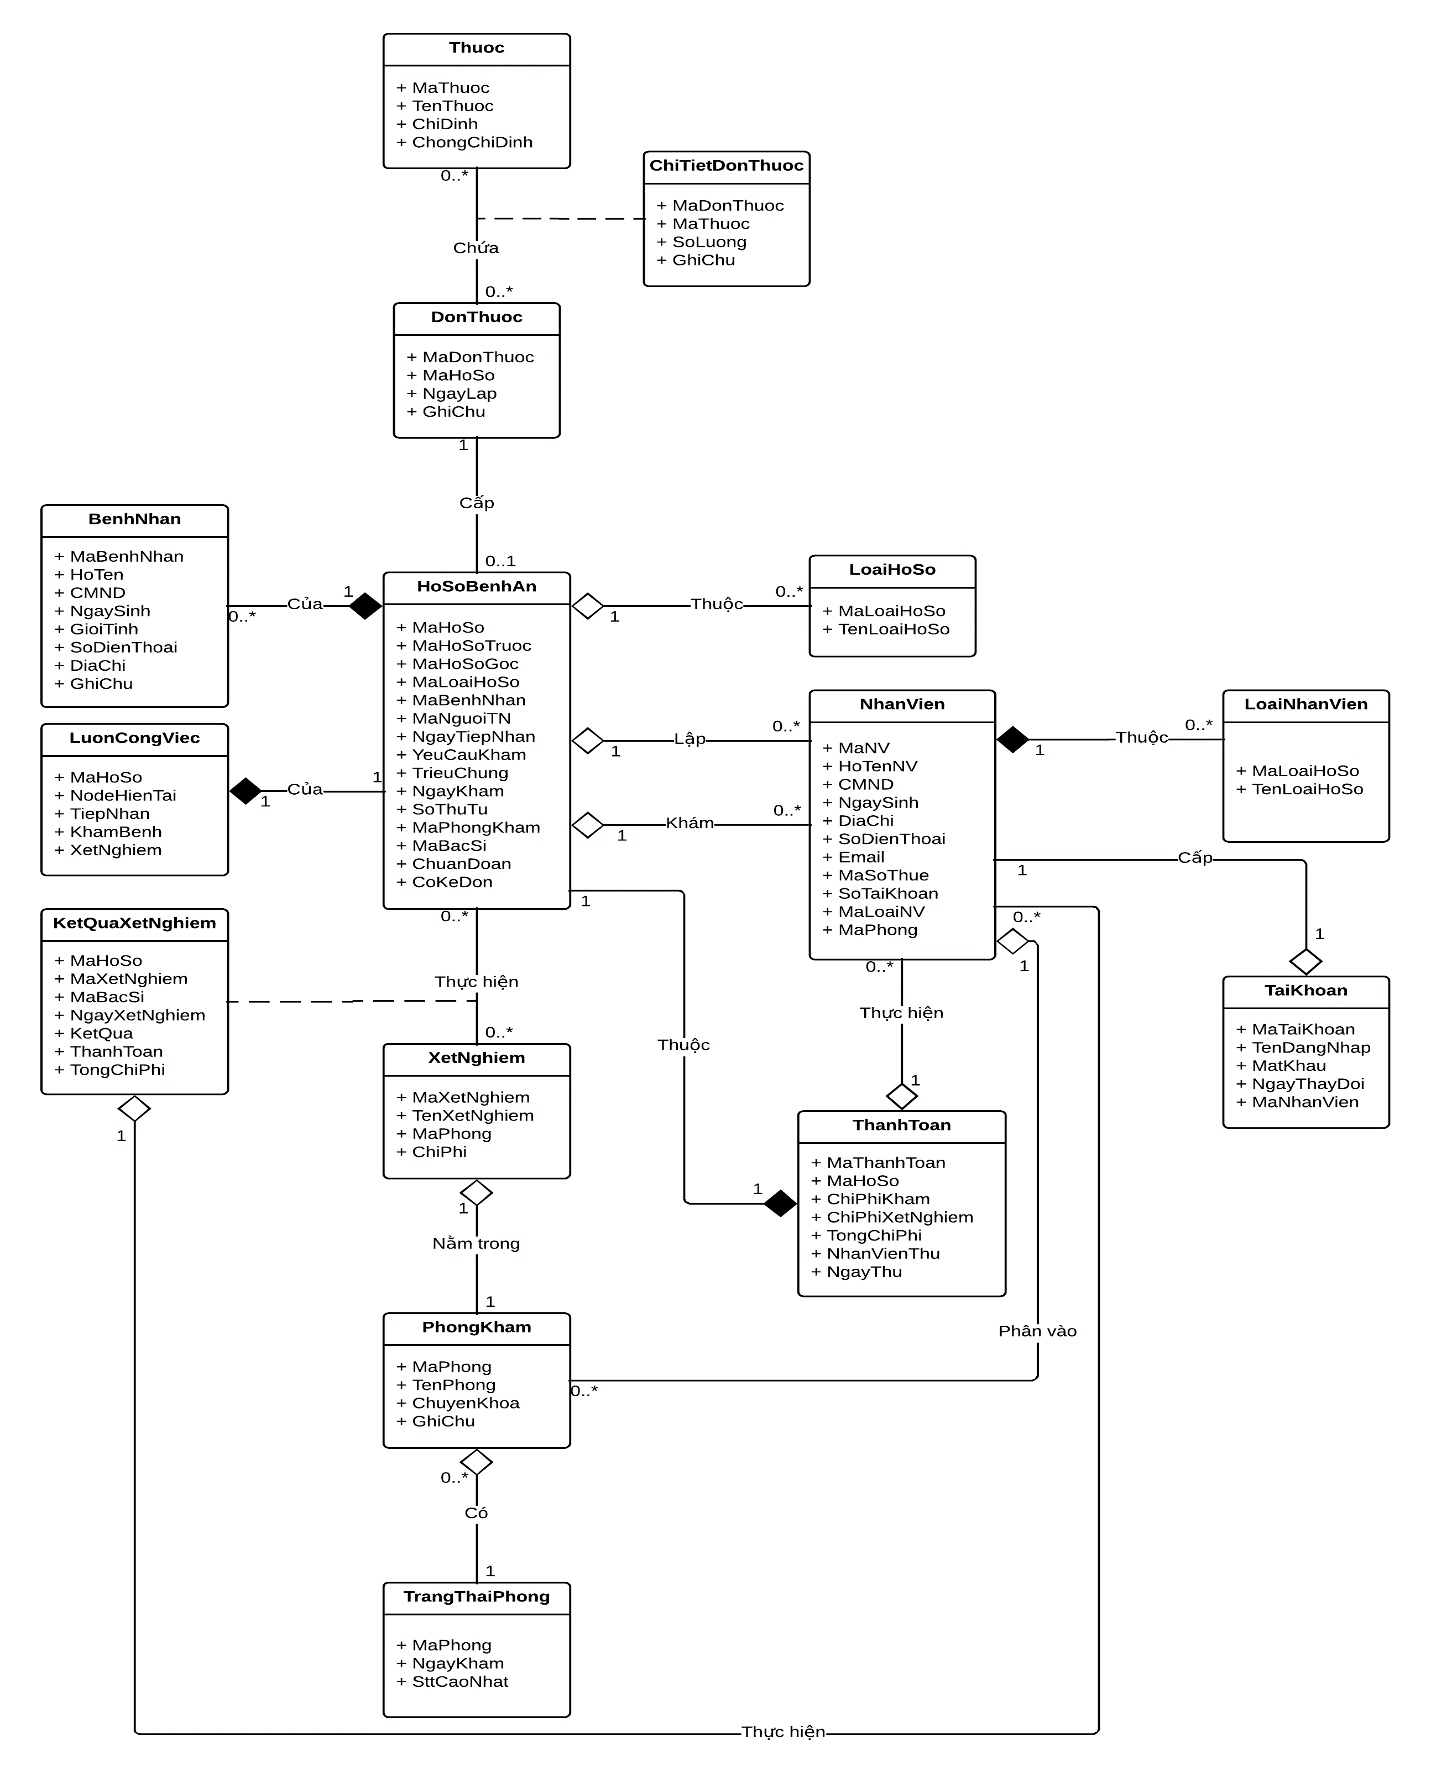 Thuoc
+ MaThuoc
+ TenThuoc
+ ChiDinh
+ ChongChiDinh
0..*
ChiTietDonThuoc
+ MaDonThuoc
+ MaThuoc
+ SoLuong
+ GhiChu
Chứa
0..*
DonThuoc
+ MaDonThuoc
+ MaHoSo
+ NgayLap
+ GhiChu
1
Cấp
0..1
BenhNhan
+ MaBenhNhan
+ HoTen
+ CMND
+ NgaySinh
+ GioiTinh
+ SoDienThoai
+ DiaChi
+ GhiChu
0..*
Của
1
HoSoBenhAn
+ MaHoSo
+ MaHoSoTruoc
+ MaHoSoGoc
+ MaLoaiHoSo
+ MaBenhNhan
+ MaNguoiTN
+ NgayTiepNhan
+ YeuCauKham
+ TrieuChung
+ NgayKham
+ SoThuTu
+ MaPhongKham
+ MaBacSi
+ ChuanDoan
+ CoKeDon
1
Thuộc
0..*
LoaiHoSo
+ MaLoaiHoSo
+ TenLoaiHoSo
LuonCongViec
+ MaHoSo
+ NodeHienTai
+ TiepNhan
+ KhamBenh
+ XetNghiem
1
Của
1
1
Lập
0..*
1
Khám
0..*
NhanVien
+ MaNV
+ HoTenNV
+ CMND
+ NgaySinh
+ DiaChi
+ SoDienThoai
+ Email
+ MaSoThue
+ SoTaiKhoan
+ MaLoaiNV
+ MaPhong
1
Thuộc
0..*
LoaiNhanVien
+ MaLoaiHoSo
+ TenLoaiHoSo
1
Cấp
1
TaiKhoan
+ MaTaiKhoan
+ TenDangNhap
+ MatKhau
+ NgayThayDoi
+ MaNhanVien
KetQuaXetNghiem
+ MaHoSo
+ MaXetNghiem
+ MaBacSi
+ NgayXetNghiem
+ KetQua
+ ThanhToan
+ TongChiPhi
1
0..*
Thực hiện
0..*
1
Thuộc
1
0..*
1
0..*
Thực hiện
1
XetNghiem
+ MaXetNghiem
+ TenXetNghiem
+ MaPhong
+ ChiPhi
1
Nằm trong
1
ThanhToan
+ MaThanhToan
+ MaHoSo
+ ChiPhiKham
+ ChiPhiXetNghiem
+ TongChiPhi
+ NhanVienThu
+ NgayThu
PhongKham
+ MaPhong
+ TenPhong
+ ChuyenKhoa
+ GhiChu
Phân vào
0..*
0..*
Có
1
TrangThaiPhong
+ MaPhong
+ NgayKham
+ SttCaoNhat
Thực hiện